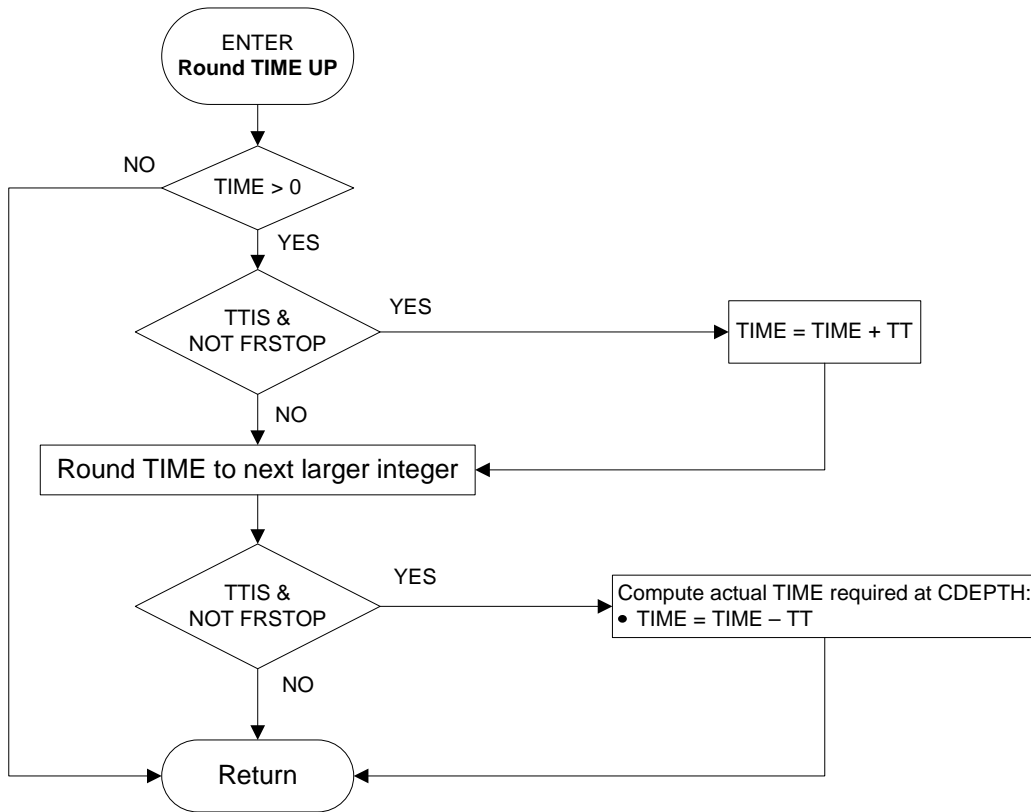 ENTER
Round TIME UP
NO
TIME > 0
YES
TTIS &
NOT FRSTOP
YES
TIME = TIME + TT
NO
Round TIME to next larger integer
TTIS &
NOT FRSTOP
YES
Compute actual TIME required at CDEPTH:
• TIME = TIME – TT
NO
Return